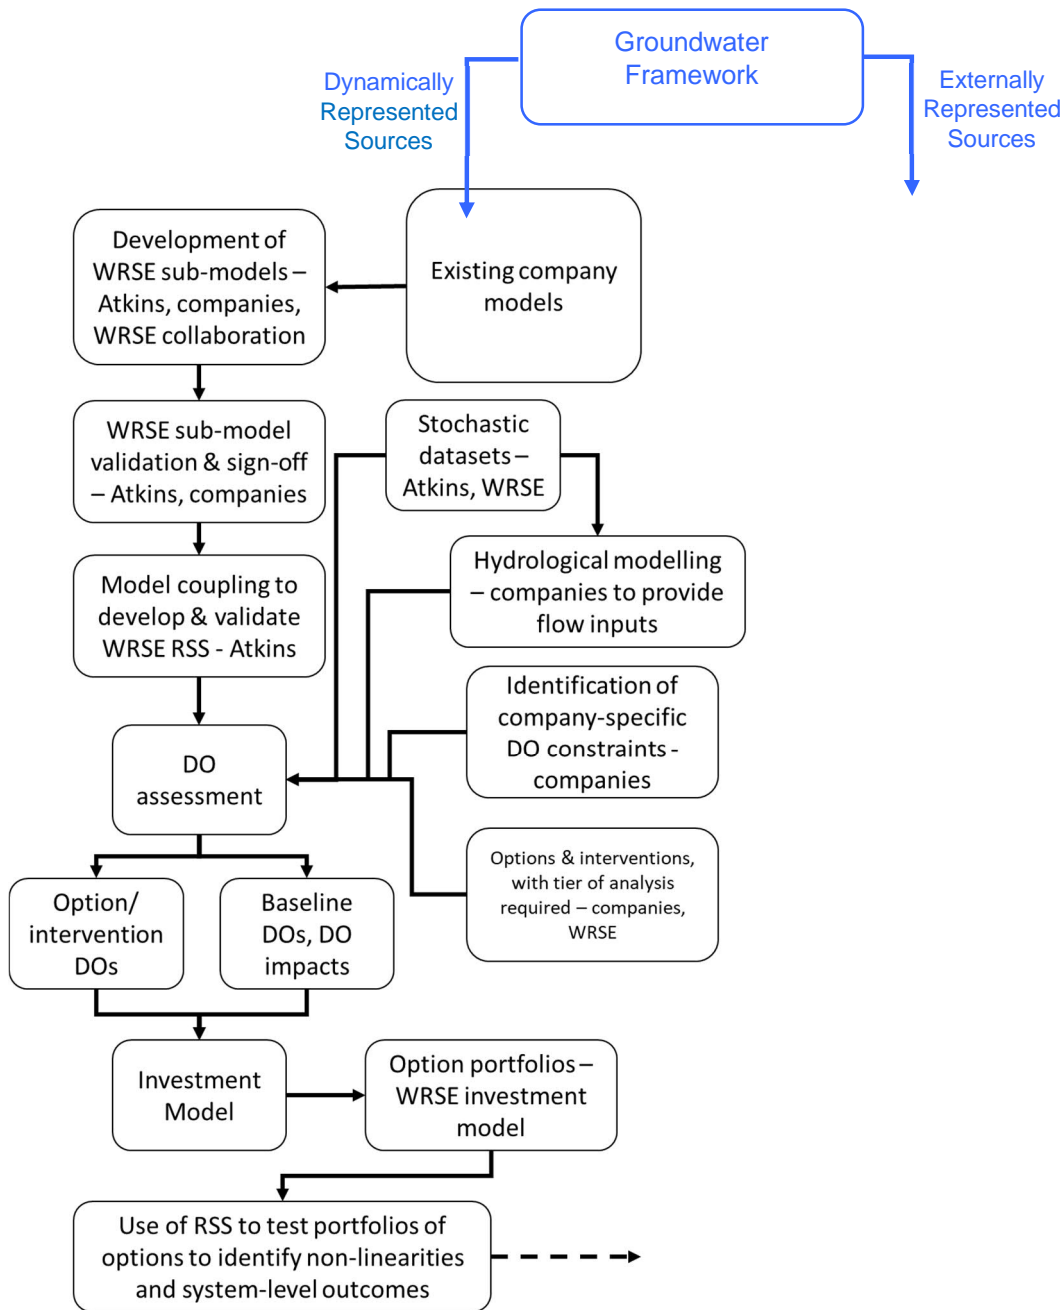 Groundwater
Framework
Dynamically
Represented
Sources
Externally
Represented
Sources
Development of
WRSE sub-models –
Atkins, companies,
WRSE collaboration
Existing company
models
WRSE sub-model
validation & sign-off
– Atkins, companies
Stochastic
datasets –
Atkins, WRSE
Model coupling to
develop & validate
WRSE RSS - Atkins
Hydrological modelling
– companies to provide
flow inputs
Identification of
company-specific
DO constraints -
companies
DO
assessment
Options & interventions,
with tier of analysis
required – companies,
WRSE
Option/
intervention
DOs
Baseline
DOs, DO
impacts
Investment
Model
Option portfolios –
WRSE investment
model
Use of RSS to test portfolios of
options to identify non-linearities
and system-level outcomes